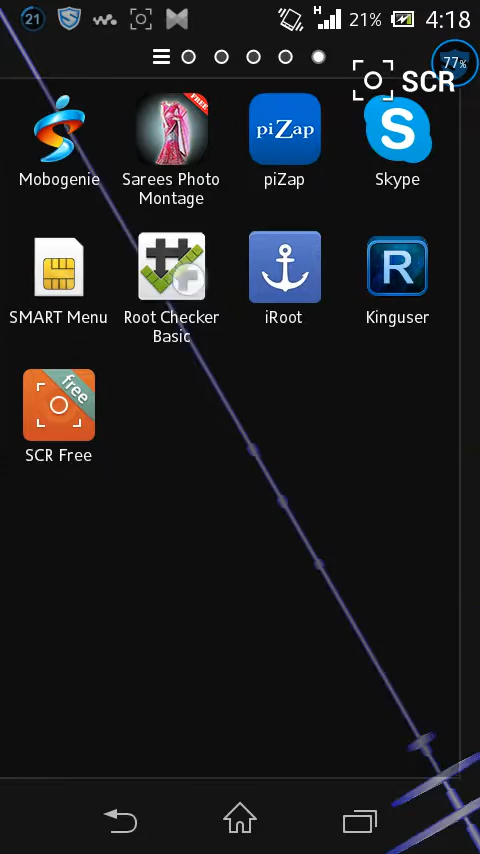 21
H
21%
4:18
77%
SCR
FREE
piZap
S
Mobogenie
Sarees Photo
Montage
piZap
Skype
R
SMART Menu
Root Checker
Basic
iRoot
Kinguser
free
SCR Free